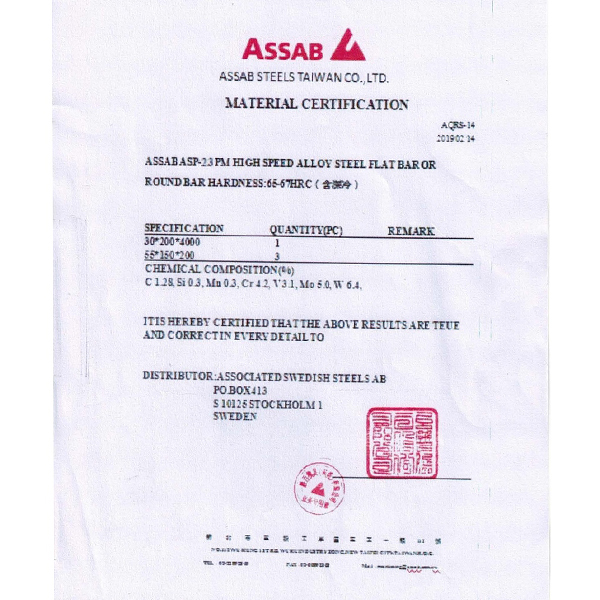 ASSAB
ASSAB STEELS TAIWAN CO., LTD.
MATERIAL CERTIFICATION
AQRS-14
2019 02 14
ASSAB ASP-23 PM HIGH SPEED ALLOY STEEL FLAT BAR OR
ROUND BAR HARDNESS:65-67HRC (含深冷)
SPECIFICATION QUANTITY(PC) REMARK
30*200*4000 1
55*150*200 3
CHEMICAL COMPOSITION(%)
C 1.28, Si 0.3, Mn 0.3, Cr 4.2, V3.1, Mo 5.0, W 6.4,
IT IS HEREBY CERTIFIED THAT THE ABOVE RESULTS ARE TEUE
AND CORRECT IN EVERY DETAIL TO
DISTRIBUTOR:ASSOCIATED SWEDISH STEELS AB
PO.BOX 413
S 10125 STOCKHOLM 1
SWEDEN